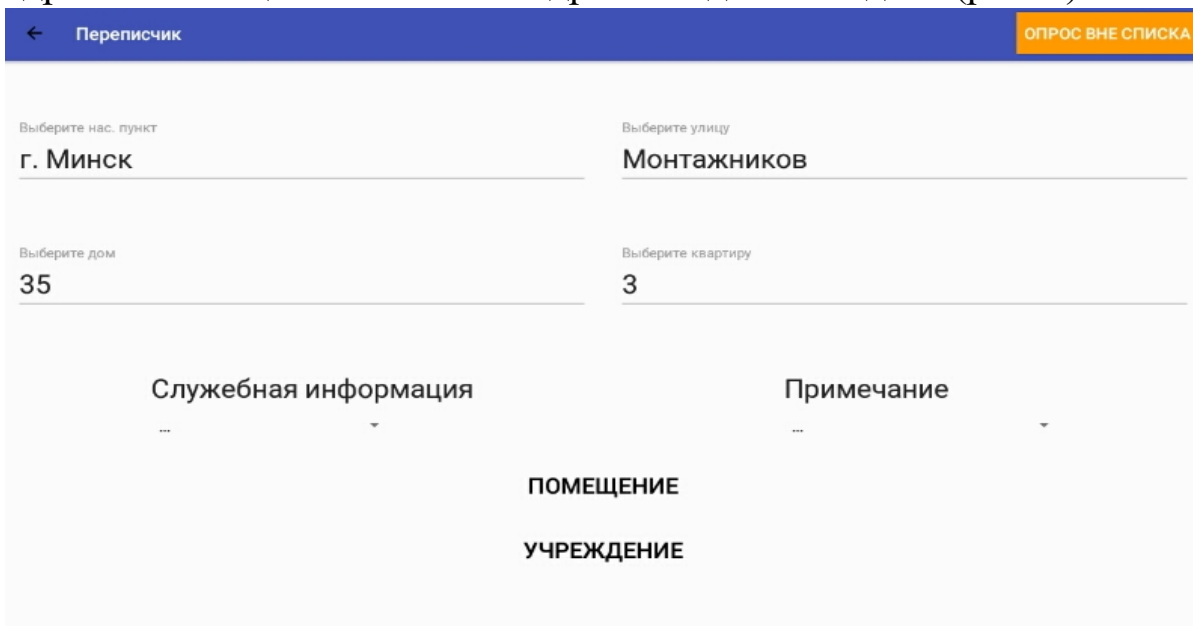 Переписчик ОПРОС ВНЕ СПИСКА
Выберите нас. пункт Выберите улицу
г. Минск Монтажников
Выберите дом Выберите квартиру
35 3
Служебная информация Примечание
... ...
ПОМЕЩЕНИЕ
УЧРЕЖДЕНИЕ